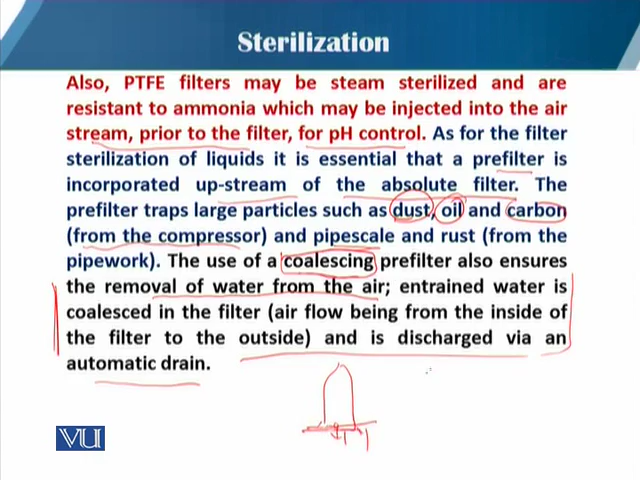 Sterilization
Also, PTFE filters may be steam sterilized and are
resistant to ammonia which may be injected into the air
stream, prior to the filter, for pH control. As for the filter
sterilization of liquids it is essential that a prefilter is
incorporated up-stream of the absolute filter. The
prefilter traps large particles such as dust, oil and carbon
(from the compressor) and pipescale and rust (from the
pipework). The use of a coalescing prefilter also ensures
the removal of water from the air; entrained water is
coalesced in the filter (air flow being from the inside of
the filter to the outside) and is discharged via an
automatic drain.
VU